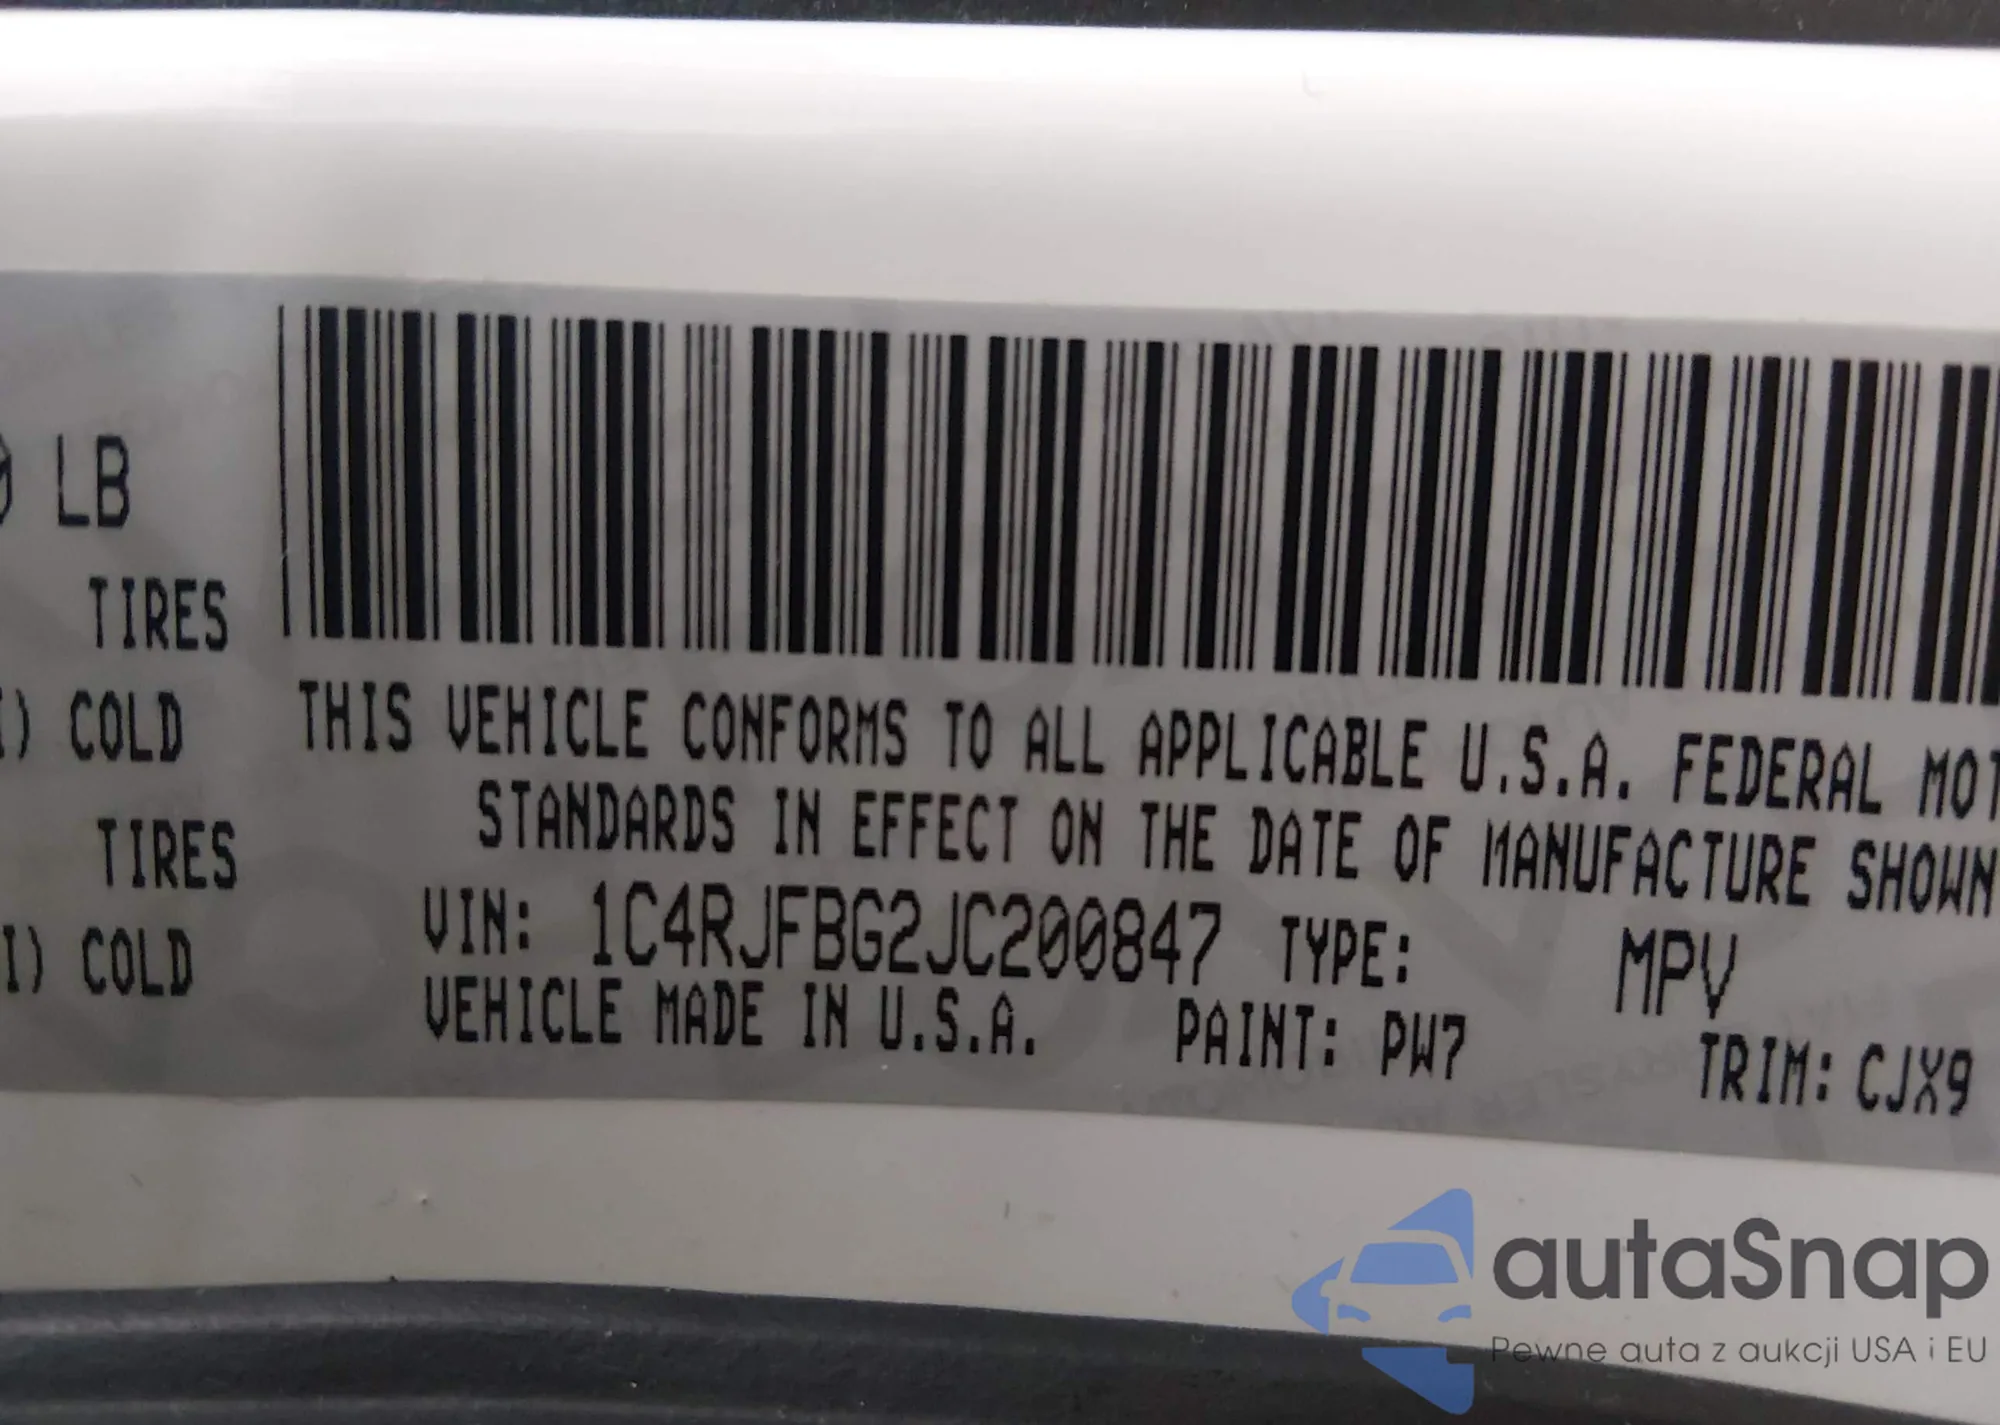 0 LB
TIRES
I) COLD
TIRES
I) COLD
THIS VEHICLE CONFORMS TO ALL APPLICABLE U.S.A. FEDERAL MOT
STANDARDS IN EFFECT ON THE DATE OF MANUFACTURE SHOWN
VIN: 1C4RJFBG2JC200847 TYPE: MPV
VEHICLE MADE IN U.S.A. PAINT: PW7 TRIM: CJX9
autaSnap
Pewne auta z aukcji USA i EU